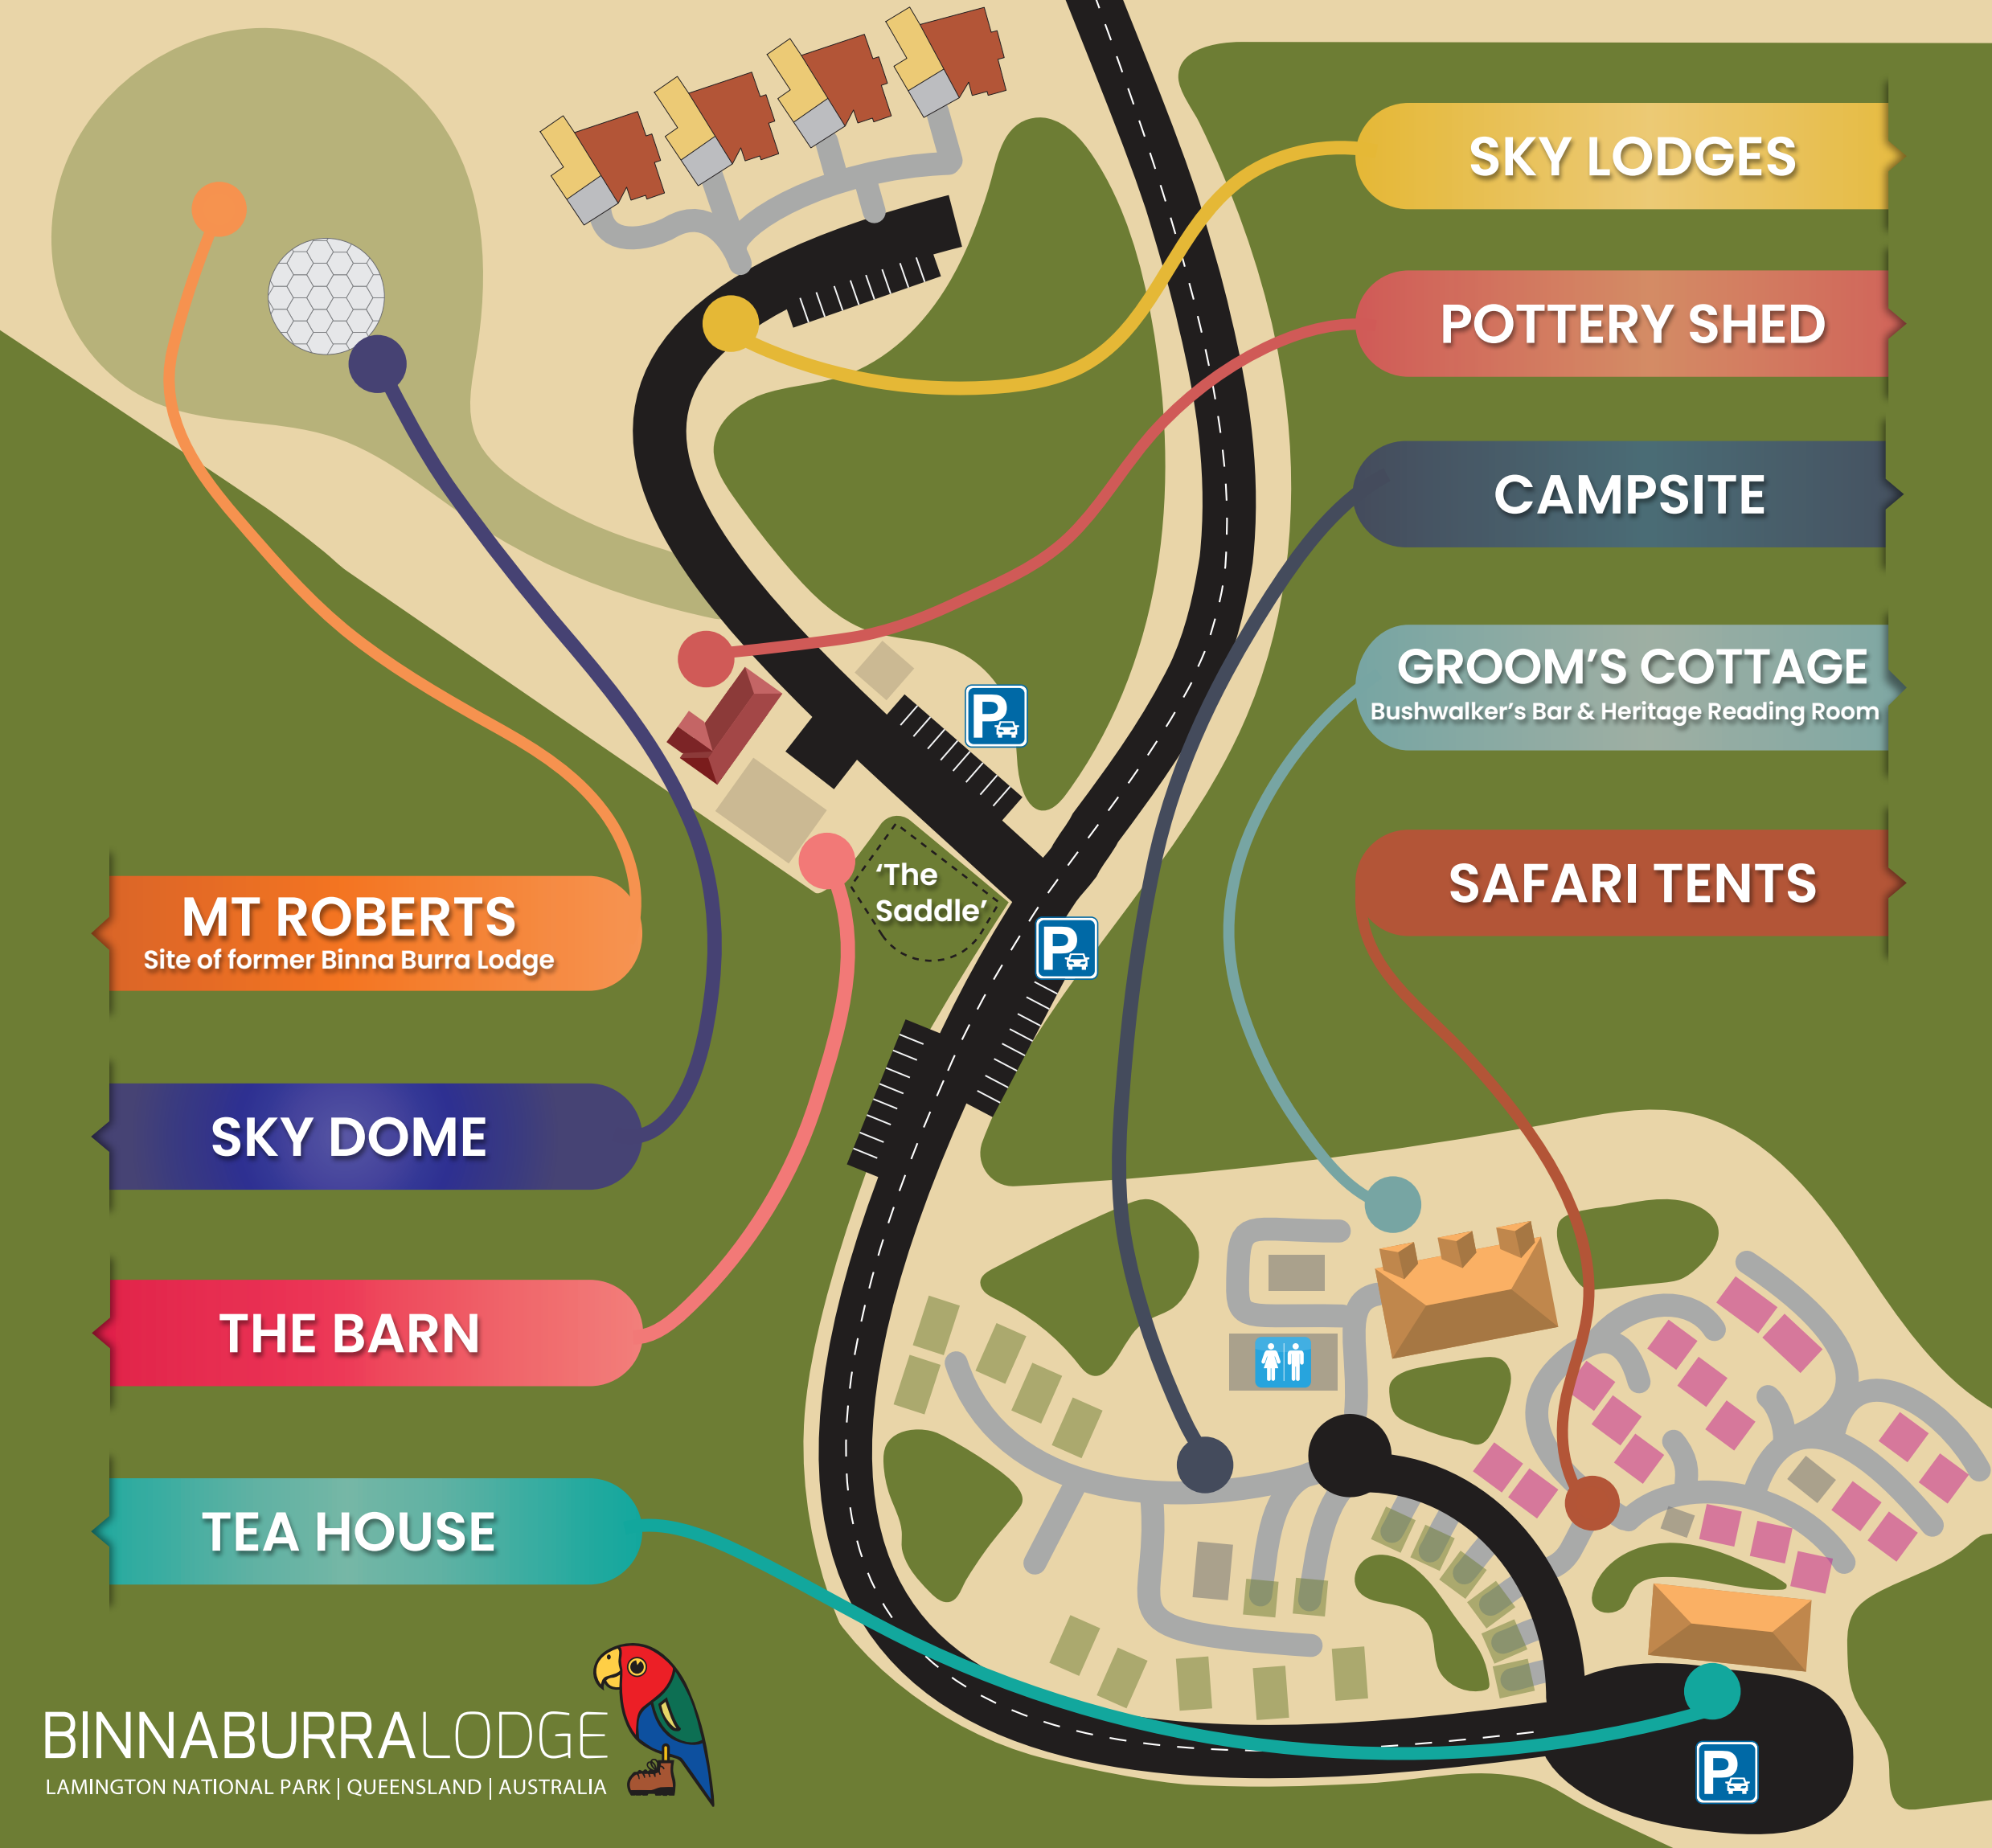 SKY LODGES
POTTERY SHED
CAMPSITE
GROOM’S COTTAGE
Bushwalker’s Bar & Heritage Reading Room
SAFARI TENTS
P
‘The
Saddle’
P
MT ROBERTS
Site of former Binna Burra Lodge
SKY DOME
THE BARN
TEA HOUSE
P
BINNABURRALODGE
LAMINGTON NATIONAL PARK | QUEENSLAND | AUSTRALIA